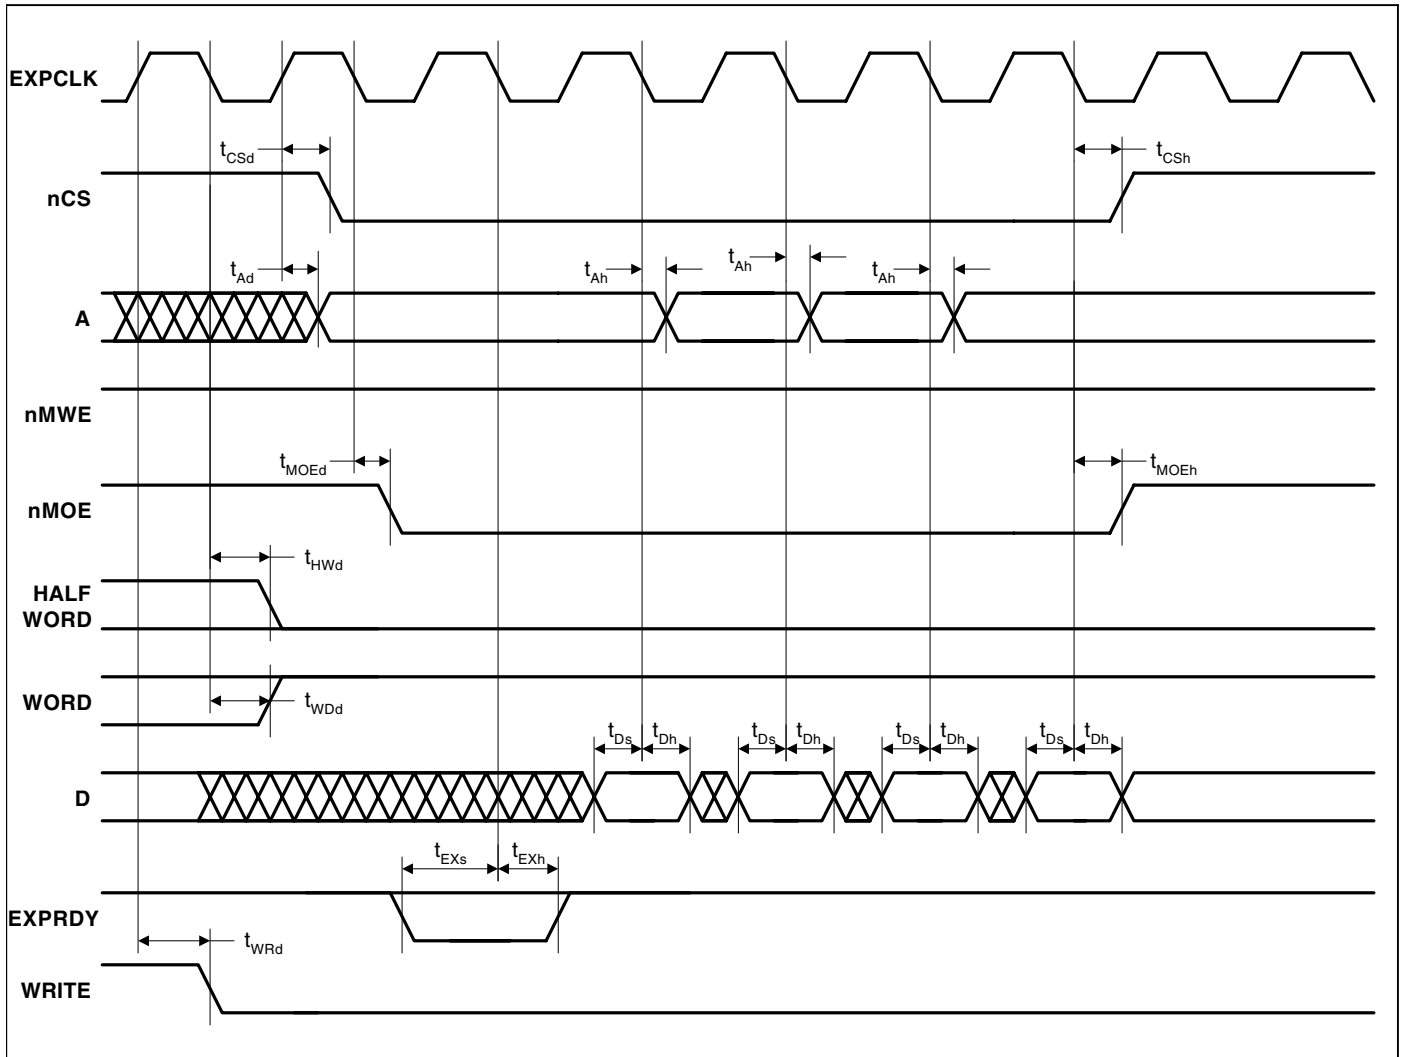 EXPCLK
tCSd
tCSh
nCS
tAd
tAh
tAh
tAh
A
nMWE
tMOEd
tMOEh
nMOE
tHWd
HALF
WORD
WORD
tWDd
tDs
tDh
tDs
tDh
tDs
tDh
tDs
tDh
D
tEXs
tEXh
EXPRDY
tWRd
WRITE